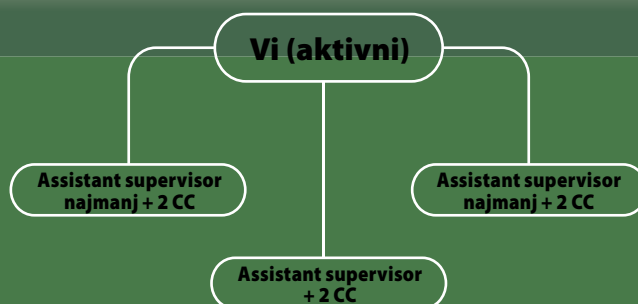 Vi (aktivni)
Assistant supervisor
najmanj + 2 CC
Assistant supervisor
najmanj + 2 CC
Assistant supervisor
+ 2 CC